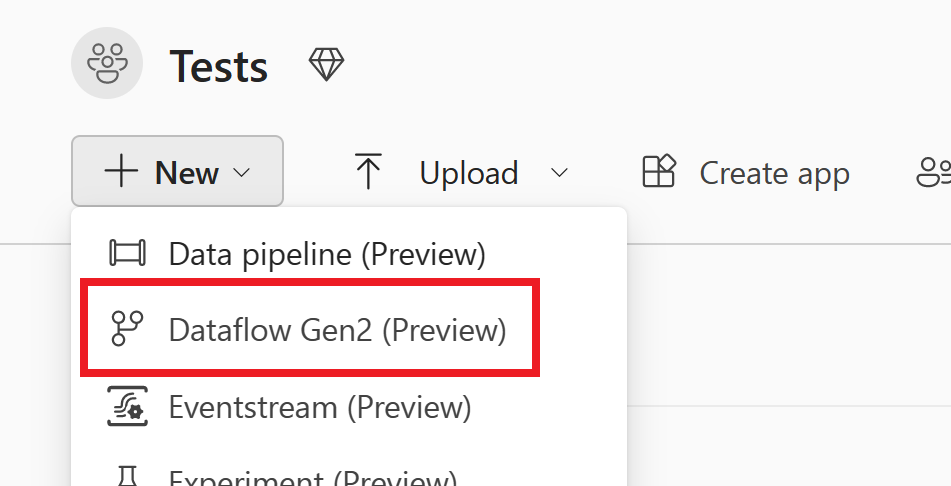 Tests
New Upload Create app
Data pipeline (Preview)
Dataflow Gen2 (Preview)
Eventstream (Preview)
Experiment (Preview)